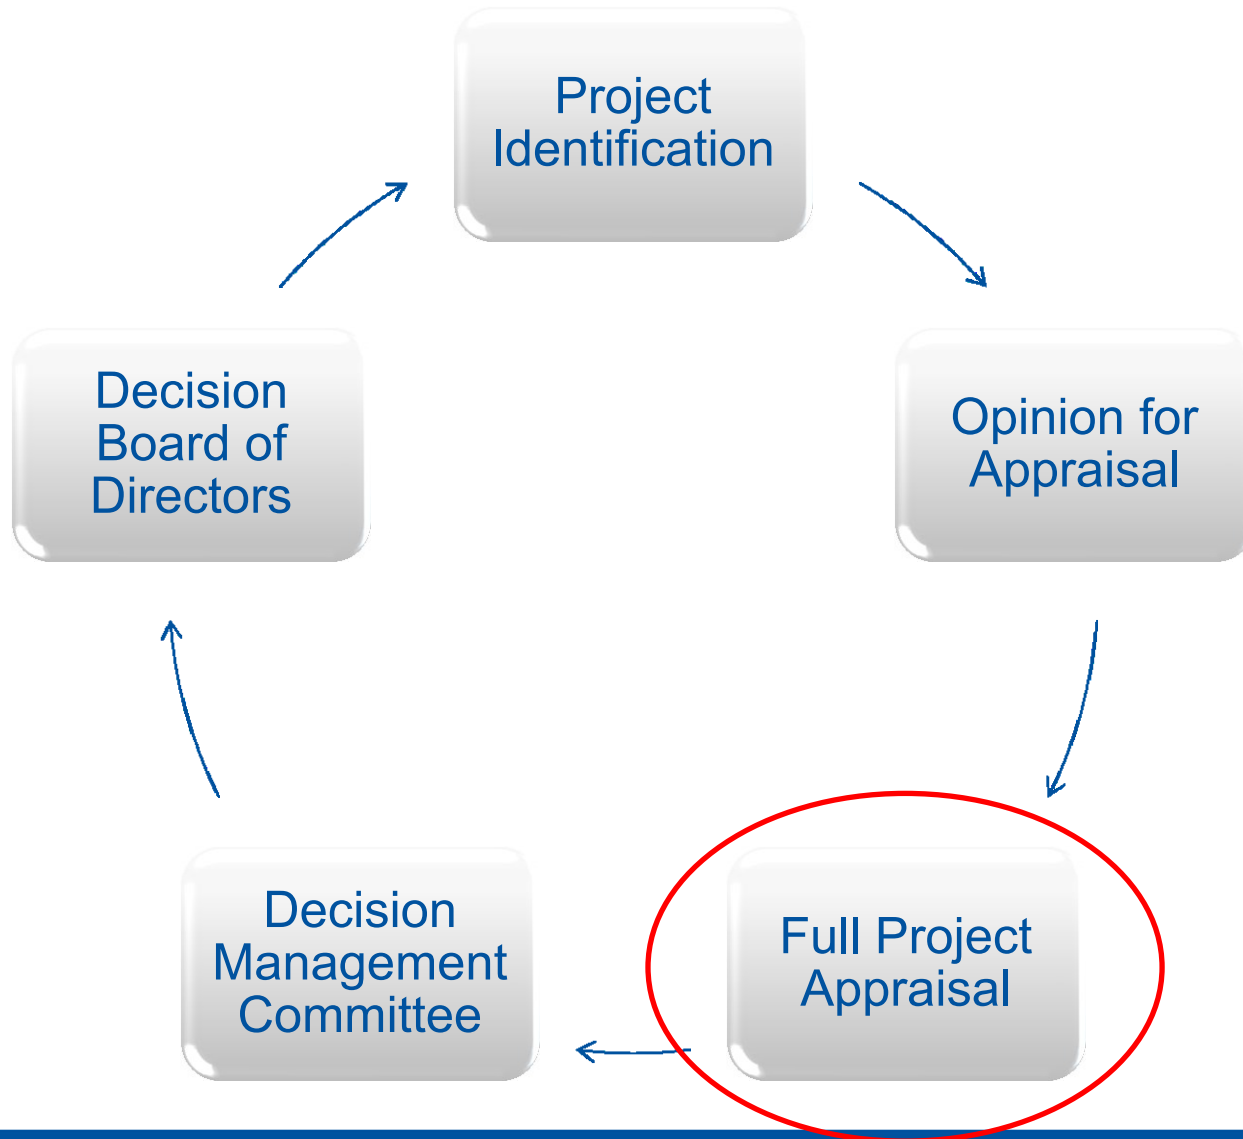 Project
Identification
Opinion for
Appraisal
Full Project
Appraisal
Decision
Management
Committee
Decision
Board of
Directors